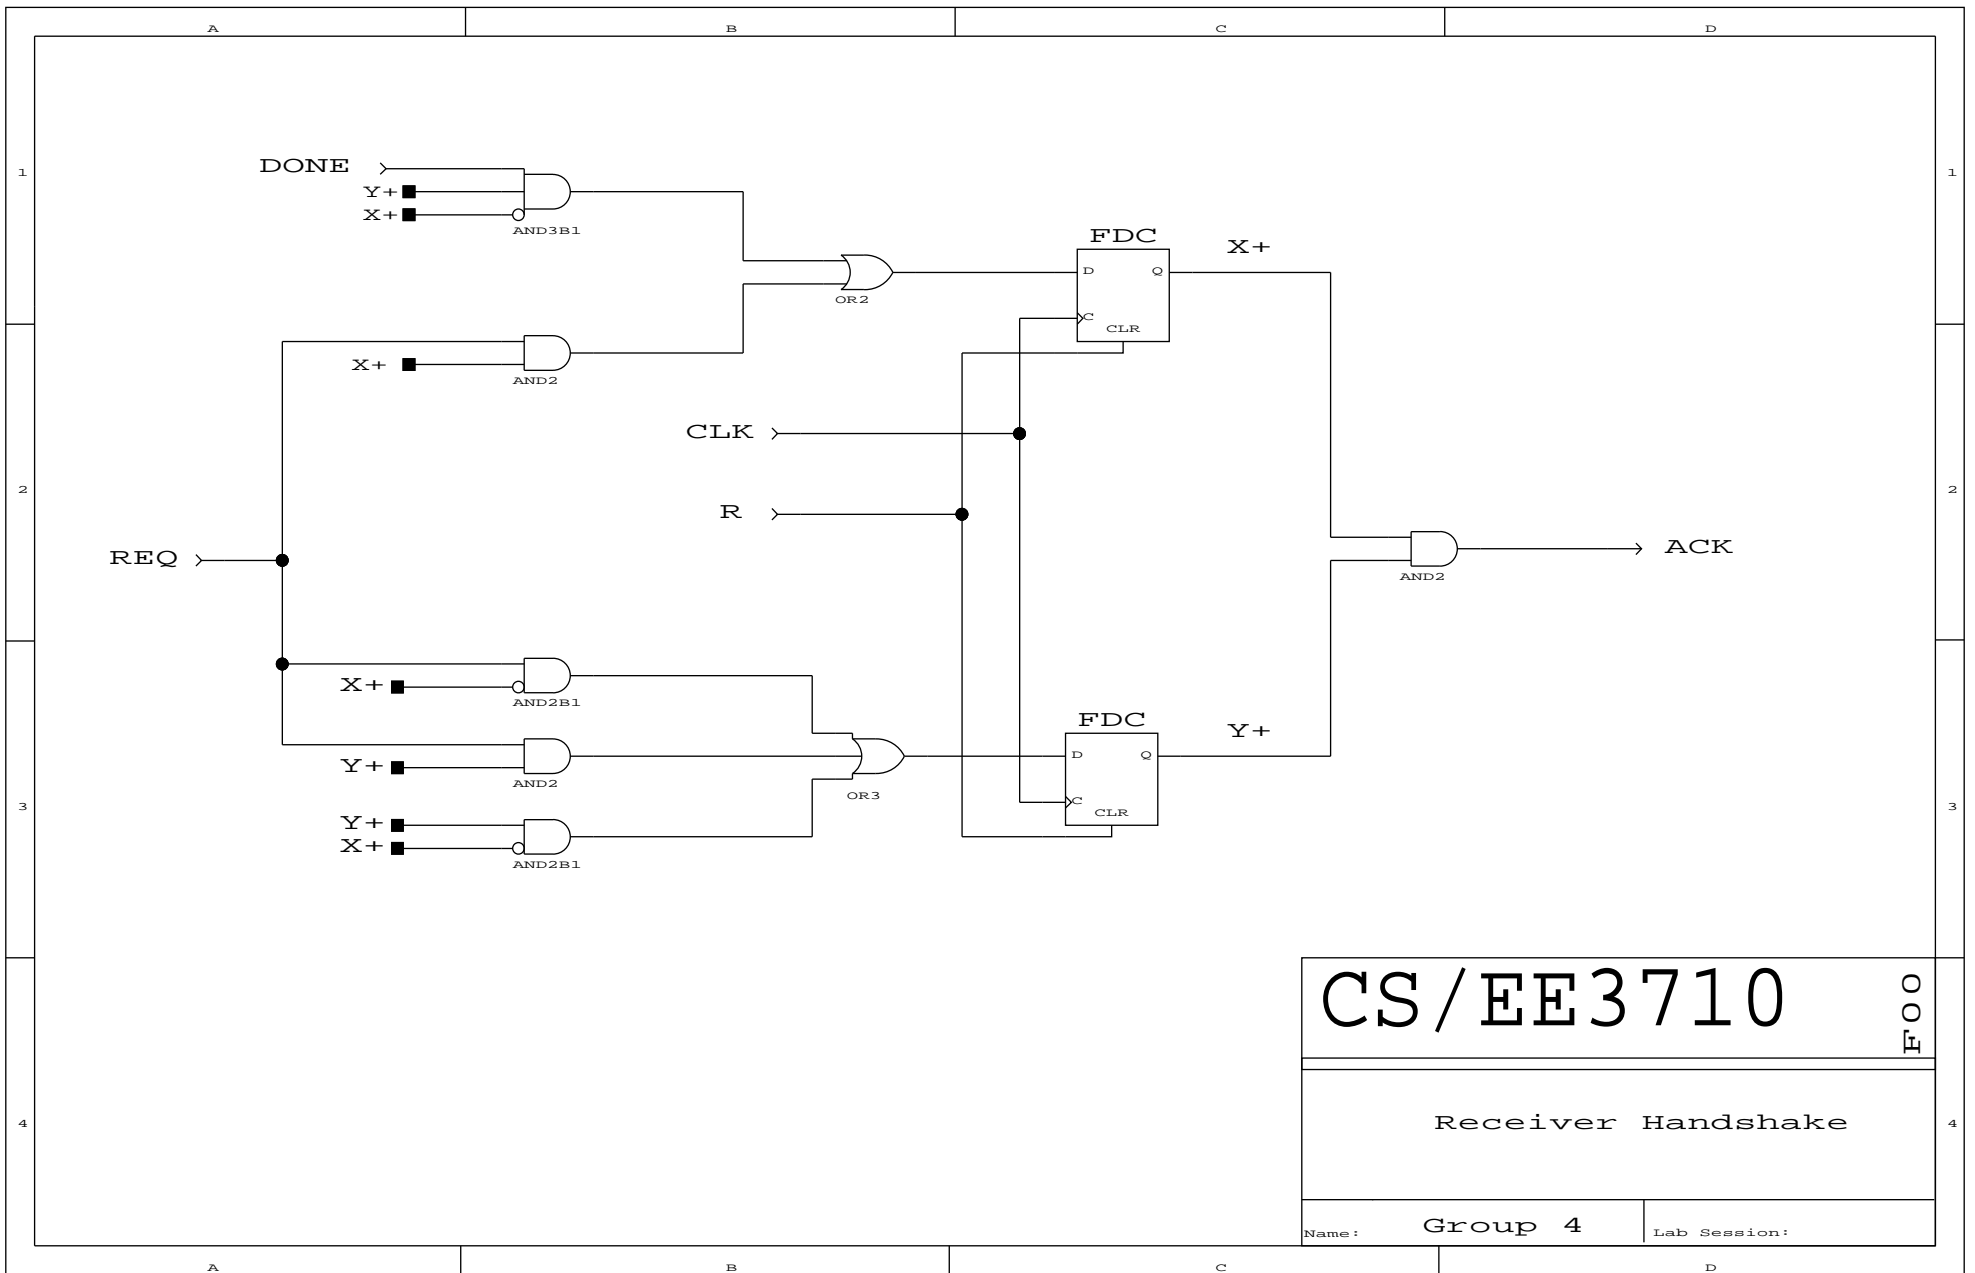 A B C D
1 1
DONE
Y+
X+
AND3B1
FDC
X+
D Q
OR2
C
CLR
X+
AND2
CLK
2 2
R
REQ
ACK
AND2
X+
AND2B1
FDC
Y+
Y+
D Q
AND2
OR3
C
CLR
3 3
Y+
X+
AND2B1
CS/EE3710
F00
Receiver Handshake
4 4
Name: Group 4 Lab Session:
A B C D